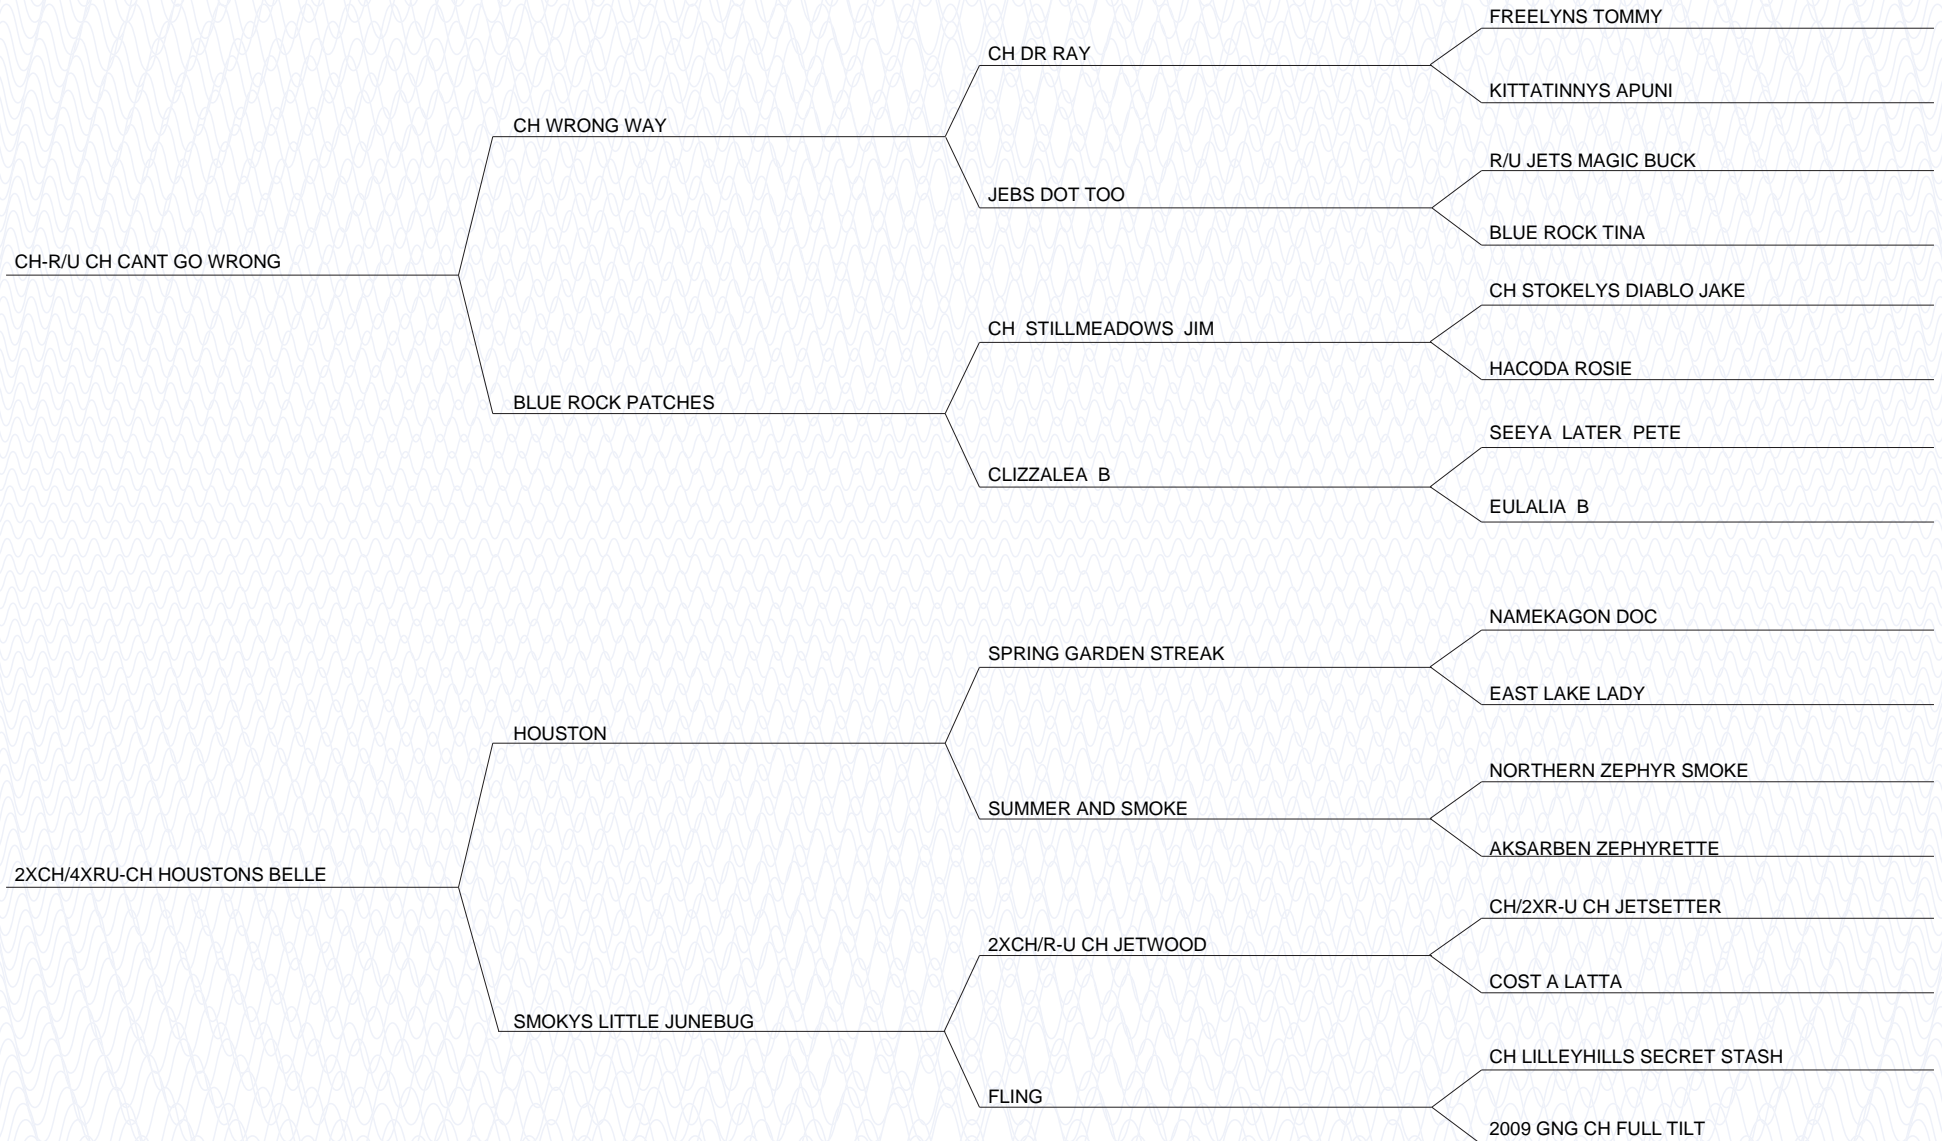 FREELYNS TOMMY
CH DR RAY
KITTATINNYS APUNI
CH WRONG WAY
R/U JETS MAGIC BUCK
JEBS DOT TOO
BLUE ROCK TINA
CH-R/U CH CANT GO WRONG
CH STOKELYS DIABLO JAKE
CH  STILLMEADOWS  JIM
HACODA ROSIE
BLUE ROCK PATCHES
SEEYA  LATER  PETE
CLIZZALEA  B
EULALIA  B
NAMEKAGON DOC
SPRING GARDEN STREAK
EAST LAKE LADY
HOUSTON
NORTHERN ZEPHYR SMOKE
SUMMER AND SMOKE
AKSARBEN ZEPHYRETTE
2XCH/4XRU-CH HOUSTONS BELLE
CH/2XR-U CH JETSETTER
2XCH/R-U CH JETWOOD
COST A LATTA
SMOKYS LITTLE JUNEBUG
CH LILLEYHILLS SECRET STASH
FLING
2009 GNG CH FULL TILT